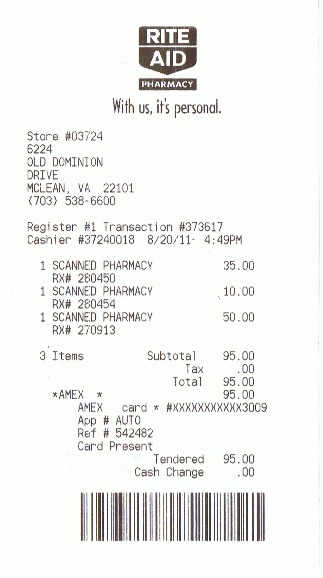 RITE
AID
PHARMACY
With us, it's personal.
Store #03724
6224
OLD DOMINION
DRIVE
MCLEAN, VA 22101
(703) 538-6600
Register #1 Transaction #373617
Cashier #37240018 8/20/11 4:49PM
1 SCANNED PHARMACY 35.00
RX# 280450
1 SCANNED PHARMACY 10.00
RX# 280454
1 SCANNED PHARMACY 50.00
RX# 270913
3 Items Subtotal 95.00
Tax .00
Total 95.00
*AMEX * 95.00
AMEX card * #XXXXXXXXXXX3009
App # AUTO
Ref # 542482
Card Present
Tendered 95.00
Cash Change .00